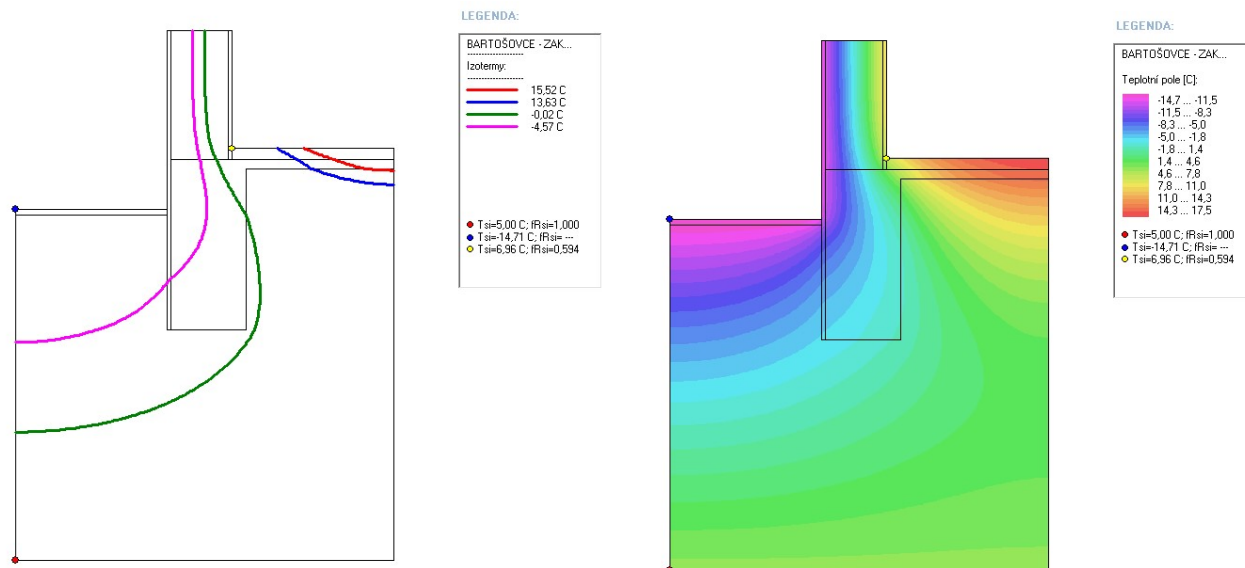 LEGENDA:
BARTOŠOVCE - ZAK...
Izotermy:
15,52 C
13,63 C
-0,02 C
-4,57 C
Tsi=5,00 C; fRsi=1,000
Tsi=-14,71 C; fRsi= ---
Tsi=6,96 C; fRsi=0,594
LEGENDA:
BARTOŠOVCE - ZAK...
Teplotní pole [C]:
-14,7 ... -11,5
-11,5 ... -8,3
-8,3 ... -5,0
-5,0 ... -1,8
-1,8 ... 1,4
1,4 ... 4,6
4,6 ... 7,8
7,8 ... 11,0
11,0 ... 14,3
14,3 ... 17,5
Tsi=5,00 C; fRsi=1,000
Tsi=-14,71 C; fRsi= ---
Tsi=6,96 C; fRsi=0,594